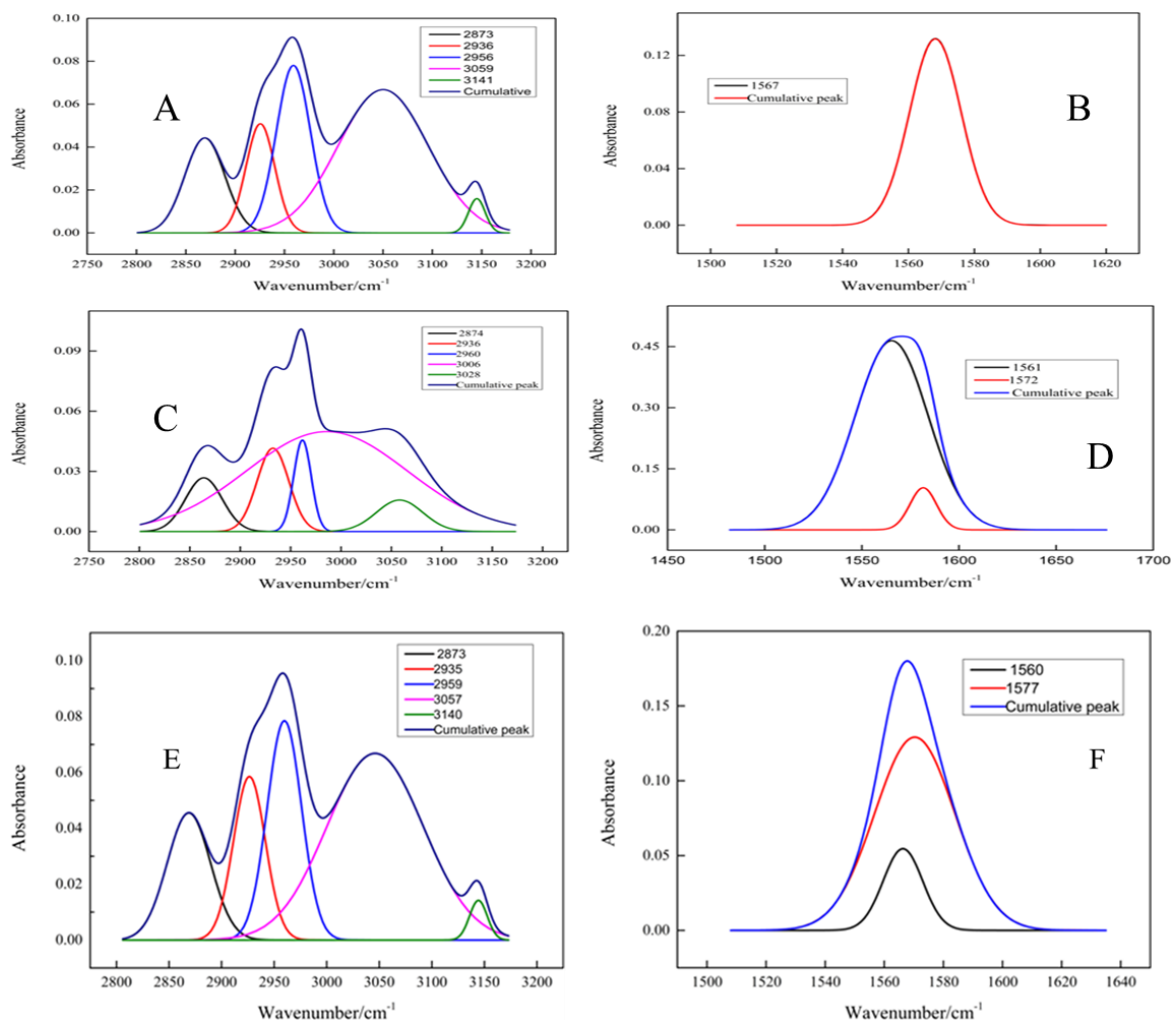 0.10
0.08
0.06
0.04
0.02
0.00
Absorbance
A
2873
2936
2956
3059
3141
Cumulative
2750 2800 2850 2900 2950 3000 3050 3100 3150 3200
Wavenumber/cm⁻¹
0.12
0.08
0.04
0.00
Absorbance
1567
Cumulative peak
B
1500 1520 1540 1560 1580 1600 1620
Wavenumber/cm⁻¹
0.09
0.06
0.03
0.00
Absorbance
C
2874
2936
2960
3006
3028
Cumulative peak
2750 2800 2850 2900 2950 3000 3050 3100 3150 3200
Wavenumber/cm⁻¹
0.45
0.30
0.15
0.00
Absorbance
1561
1572
Cumulative peak
D
1450 1500 1550 1600 1650 1700
Wavenumber/cm⁻¹
0.10
0.08
0.06
0.04
0.02
0.00
Absorbance
E
2873
2935
2959
3057
3140
Cumulative peak
2800 2850 2900 2950 3000 3050 3100 3150 3200
Wavenumber/cm⁻¹
0.20
0.15
0.10
0.05
0.00
Absorbance
1560
1577
Cumulative peak
F
1500 1520 1540 1560 1580 1600 1620 1640
Wavenumber/cm⁻¹